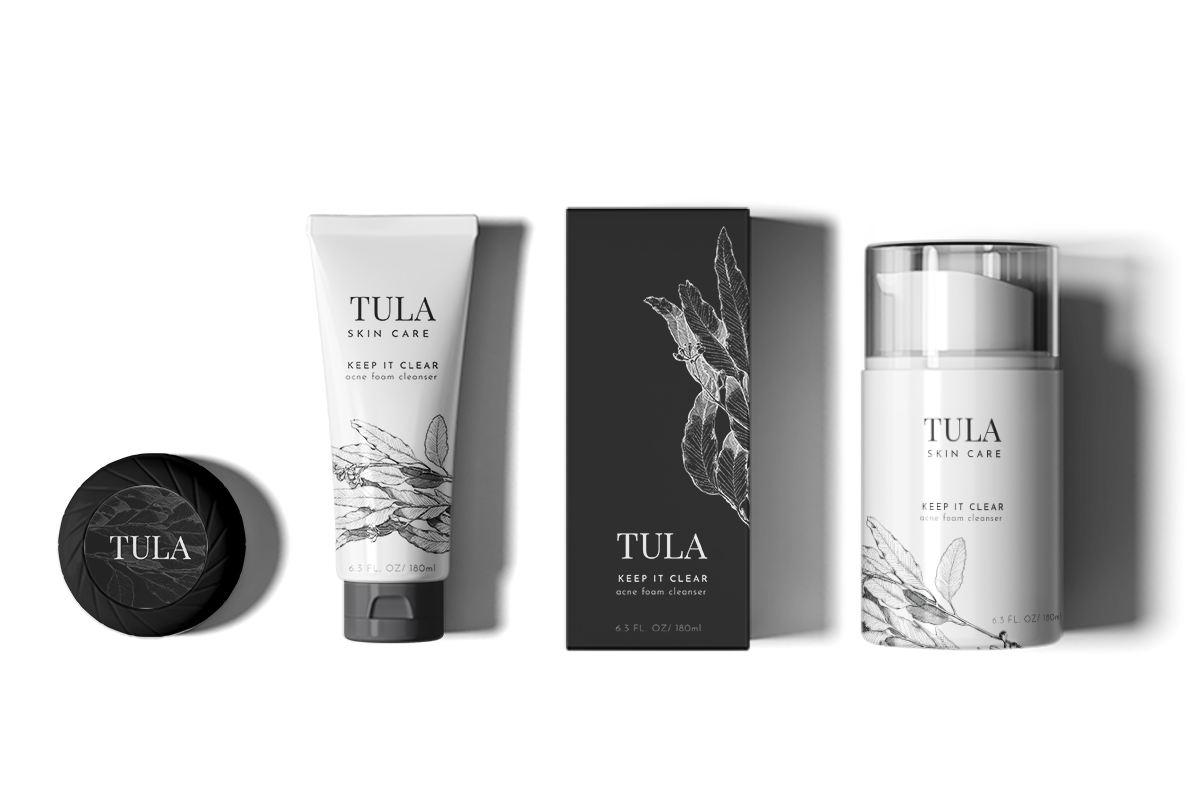 TULA
TULA
SKIN CARE
KEEP IT CLEAR
acne foam cleanser
6.3 FL. OZ/ 180ml
TULA
KEEP IT CLEAR
acne foam cleanser
6.3 FL. OZ/ 180ml
TULA
SKIN CARE
KEEP IT CLEAR
acne foam cleanser
6.3 FL. OZ/ 180m